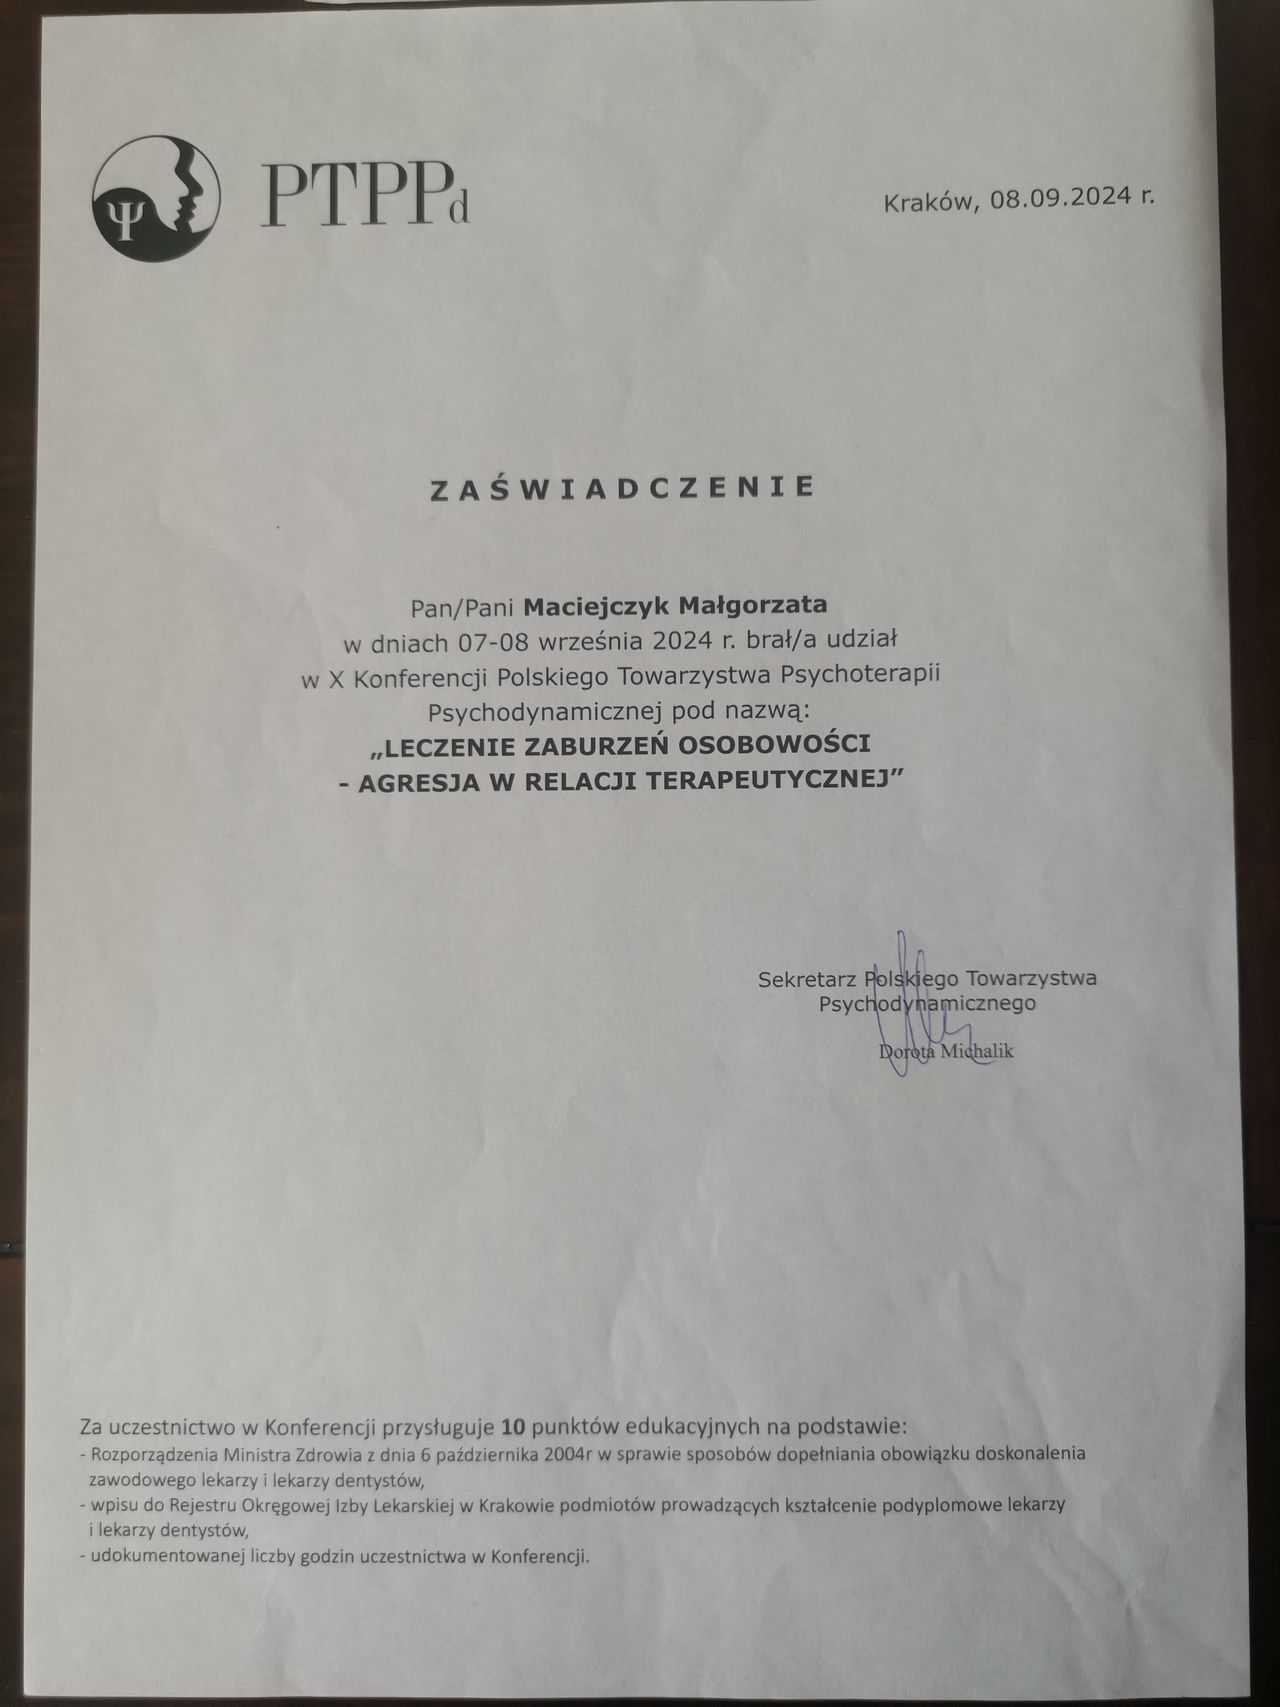 Ψ
PTPPd
Kraków, 08.09.2024 r.
ZAŚWIADCZENIE
Pan/Pani Maciejczyk Małgorzata
w dniach 07-08 września 2024 r. brał/a udział
w X Konferencji Polskiego Towarzystwa Psychoterapii
Psychodynamicznej pod nazwą:
„LECZENIE ZABURZEŃ OSOBOWOŚCI
- AGRESJA W RELACJI TERAPEUTYCZNEJ”
Sekretarz Polskiego Towarzystwa
Psychodynamicznego
Dorota Michalik
Za uczestnictwo w Konferencji przysługuje 10 punktów edukacyjnych na podstawie:
- Rozporządzenia Ministra Zdrowia z dnia 6 października 2004r w sprawie sposobów dopełniania obowiązku doskonalenia
zawodowego lekarzy i lekarzy dentystów,
- wpisu do Rejestru Okręgowej Izby Lekarskiej w Krakowie podmiotów prowadzących kształcenie podyplomowe lekarzy
i lekarzy dentystów,
- udokumentowanej liczby godzin uczestnictwa w Konferencji.